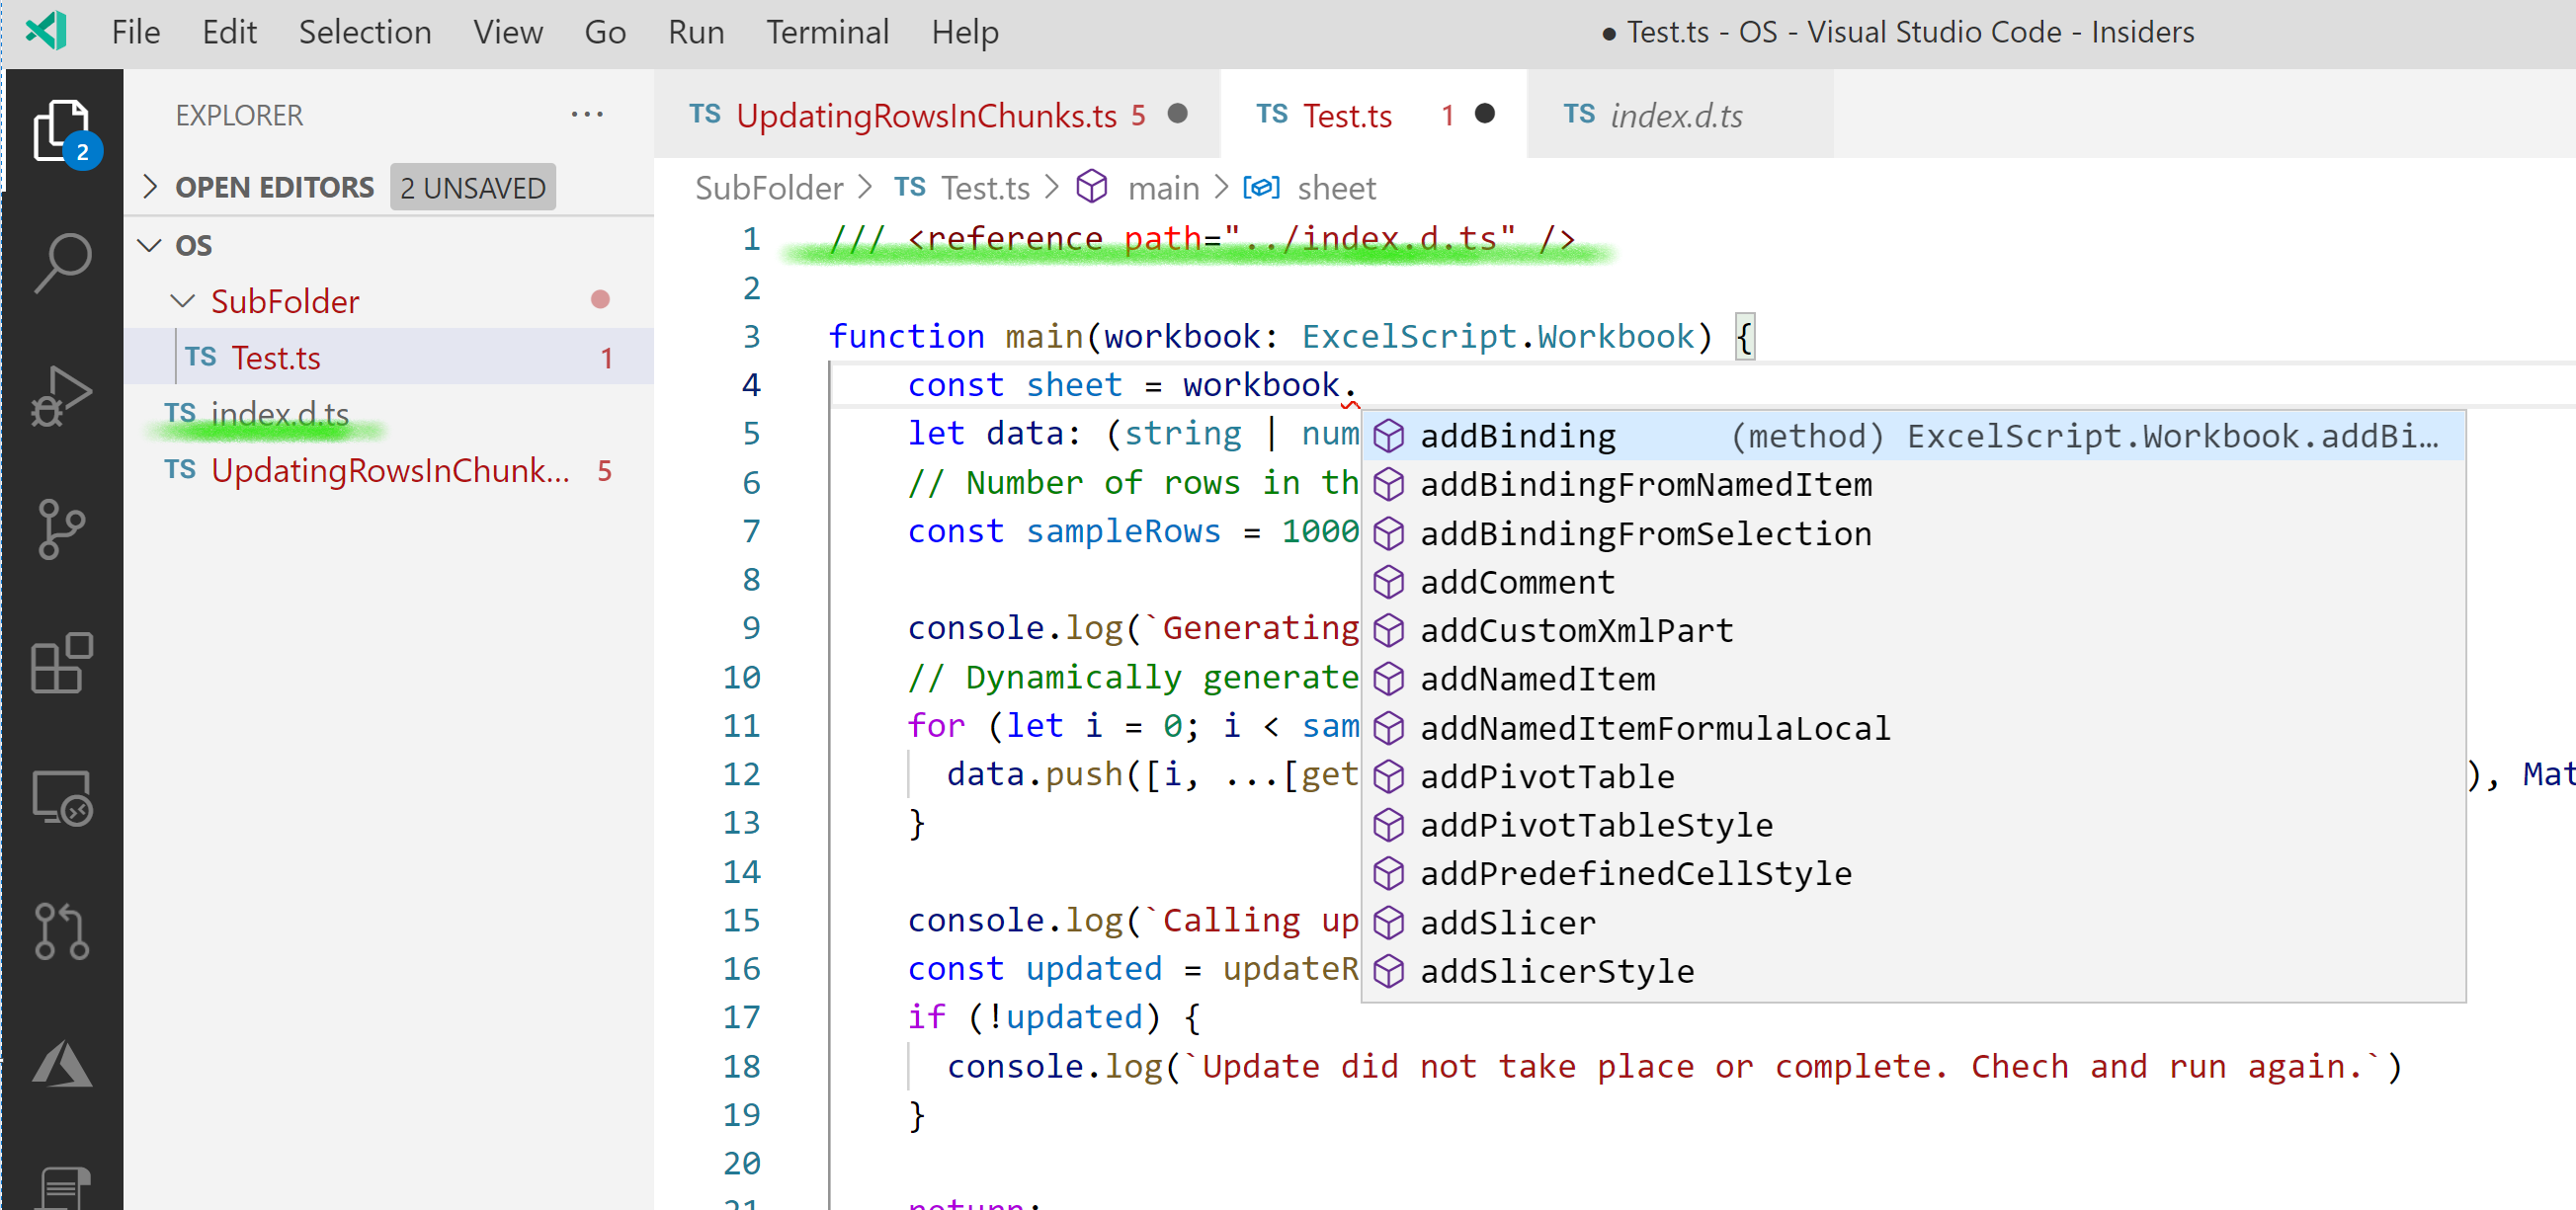 File Edit Selection View Go Run Terminal Help
● Test.ts - OS - Visual Studio Code - Insiders
2
EXPLORER ...
OPEN EDITORS 2 UNSAVED
OS
SubFolder
TS Test.ts 1
TS index.d.ts
TS UpdatingRowsInChunk... 5
TS UpdatingRowsInChunks.ts 5 ●
TS Test.ts 1 ●
TS index.d.ts
SubFolder > TS Test.ts > main > sheet
1 /// <reference path="../index.d.ts" />
2
3 function main(workbook: ExcelScript.Workbook) {
4 const sheet = workbook.
5 let data: (string | num
6 // Number of rows in th
7 const sampleRows = 1000
8
9 console.log(`Generating
10 // Dynamically generate
11 for (let i = 0; i < sam
12 data.push([i, ...[get ), Mat
13 }
14
15 console.log(`Calling up
16 const updated = updateR
17 if (!updated) {
18 console.log(`Update did not take place or complete. Chech and run again.`)
19 }
20
21 return;
addBinding (method) ExcelScript.Workbook.addBi...
addBindingFromNamedItem
addBindingFromSelection
addComment
addCustomXmlPart
addNamedItem
addNamedItemFormulaLocal
addPivotTable
addPivotTableStyle
addPredefinedCellStyle
addSlicer
addSlicerStyle